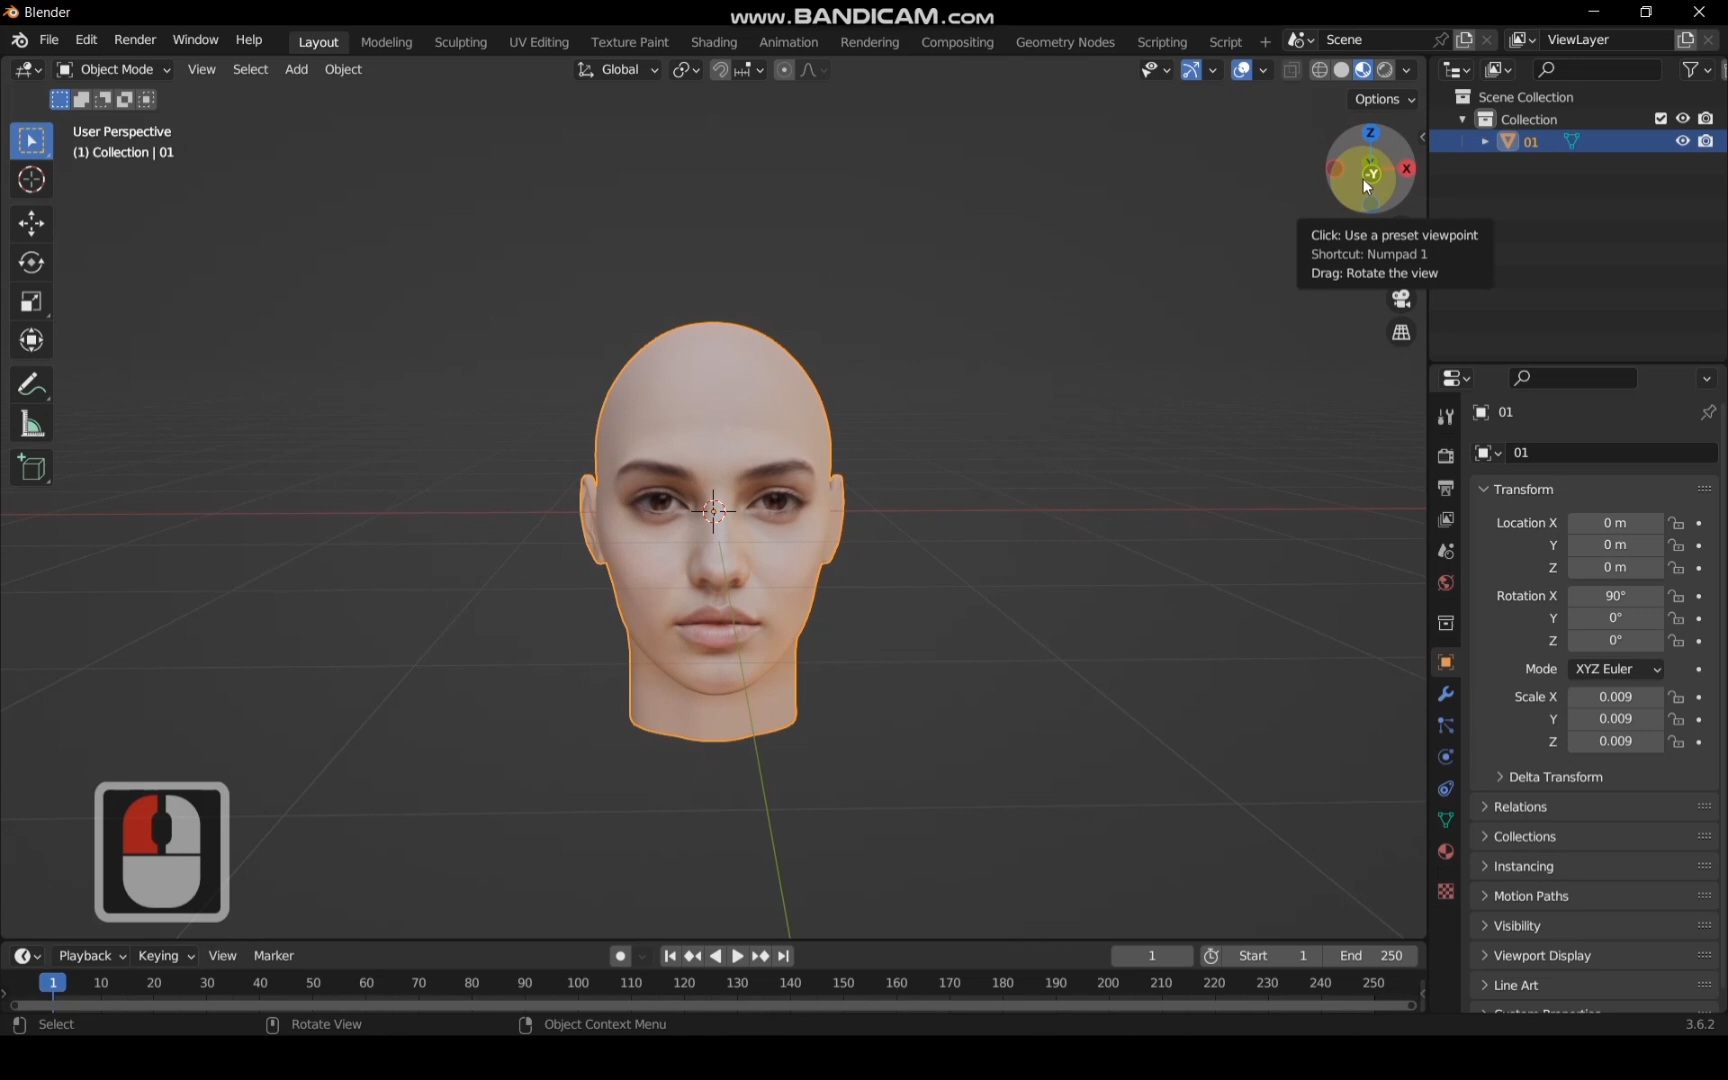 Blender
www.BANDICAM.com
File Edit Render Window Help Layout Modeling Sculpting UV Editing Texture Paint Shading Animation Rendering Compositing Geometry Nodes Scripting Script + Scene ViewLayer
Object Mode View Select Add Object Global
Options
User Perspective
(1) Collection | 01
Scene Collection
Collection
01
Z
X
-Y
Click: Use a preset viewpoint
Shortcut: Numpad 1
Drag: Rotate the view
01
01
Transform
Location X 0 m
Y 0 m
Z 0 m
Rotation X 90°
Y 0°
Z 0°
Mode XYZ Euler
Scale X 0.009
Y 0.009
Z 0.009
Delta Transform
Relations
Collections
Instancing
Motion Paths
Visibility
Viewport Display
Line Art
Playback Keying View Marker 1 Start 1 End 250
1 10 20 30 40 50 60 70 80 90 100 110 120 130 140 150 160 170 180 190 200 210 220 230 240 250
Select Rotate View Object Context Menu 3.6.2